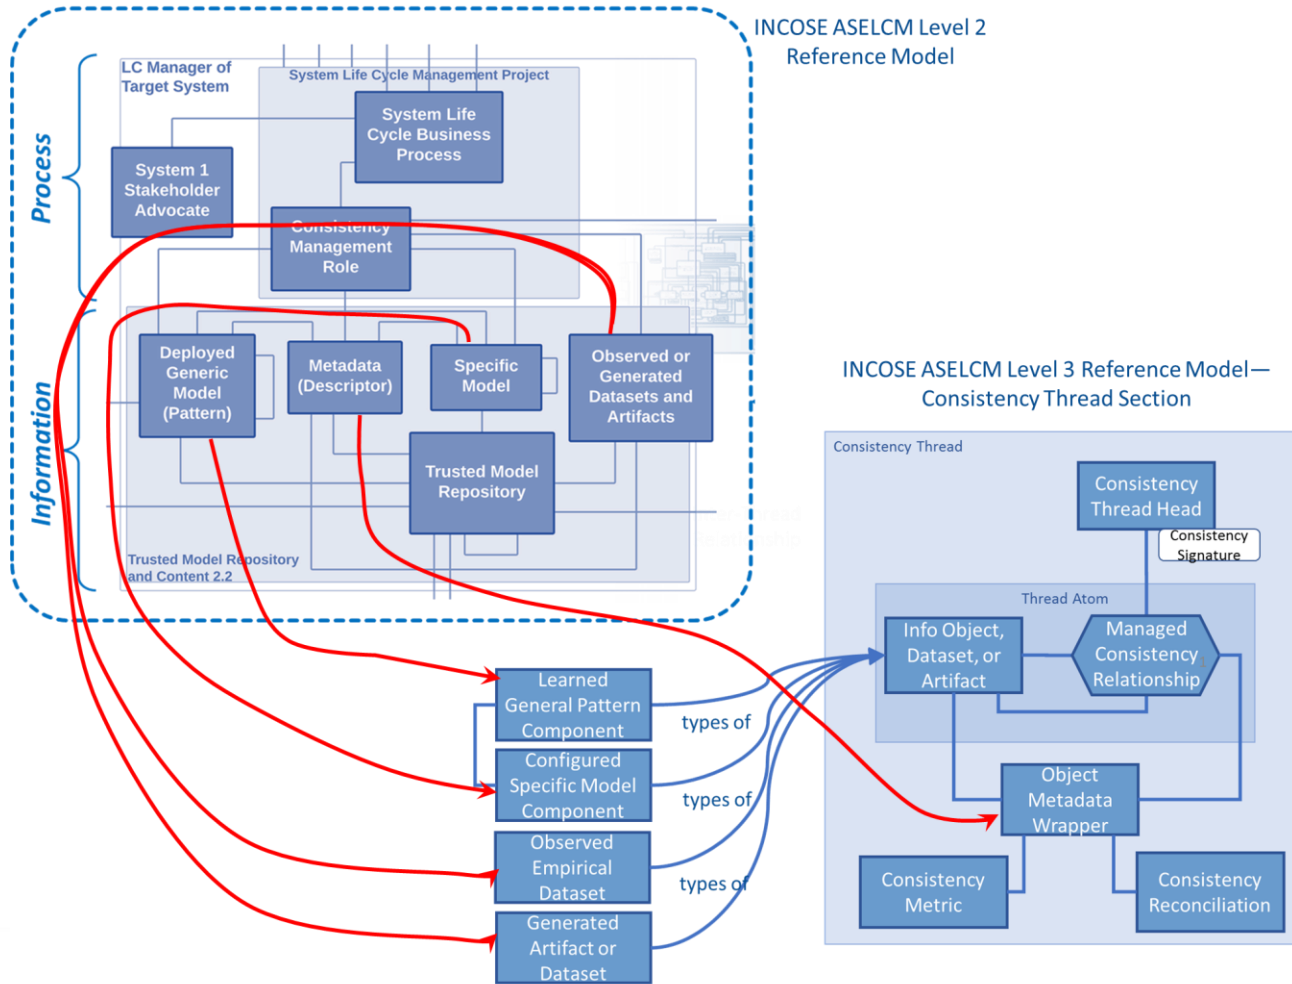 INCOSE ASELCM Level 2
Reference Model
LC Manager of
Target System
System Life Cycle Management Project
System Life
Cycle Business
Process
Process
System 1
Stakeholder
Advocate
Consistency
Management
Role
Information
Deployed
Generic
Model
(Pattern)
Metadata
(Descriptor)
Specific
Model
Observed or
Generated
Datasets and
Artifacts
Trusted Model
Repository
Trusted Model Repository
and Content 2.2
INCOSE ASELCM Level 3 Reference Model—
Consistency Thread Section
Consistency Thread
Consistency
Thread Head
Consistency
Signature
Thread Atom
Info Object,
Dataset, or
Artifact
Managed
Consistency
Relationship
Learned
General Pattern
Component
types of
Configured
Specific Model
Component
types of
Observed
Empirical
Dataset
types of
Generated
Artifact or
Dataset
Object
Metadata
Wrapper
Consistency
Metric
Consistency
Reconciliation